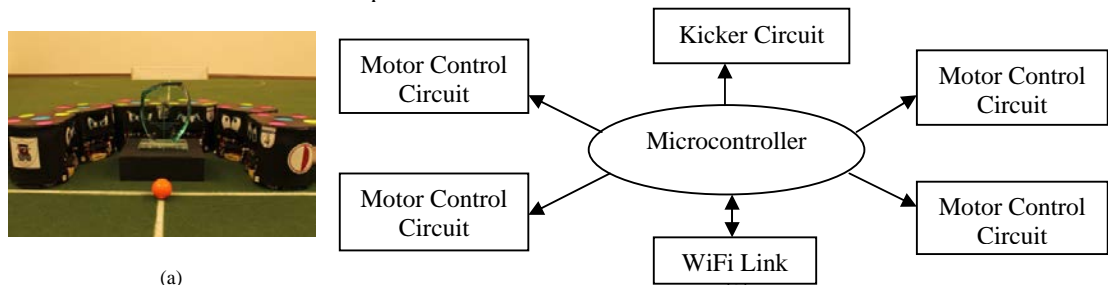 Kicker Circuit
Motor Control
Circuit
Motor Control
Circuit
Microcontroller
Motor Control
Circuit
Motor Control
Circuit
WiFi Link
(a)